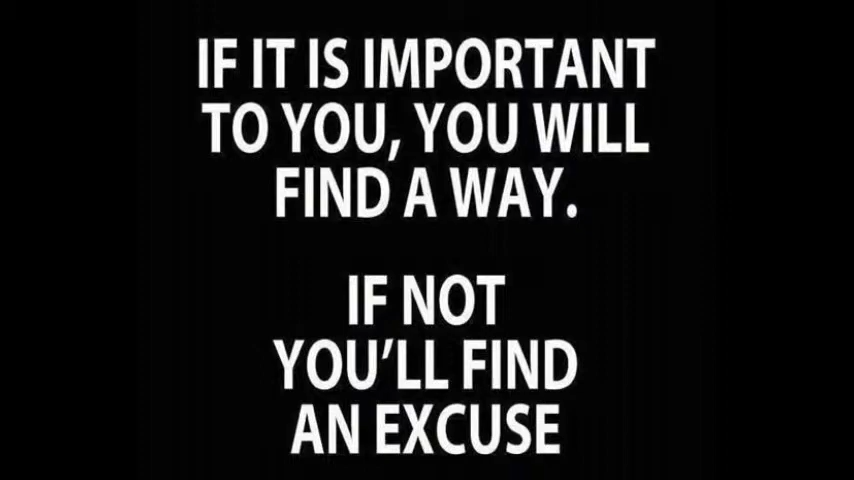 IF IT IS IMPORTANT
TO YOU, YOU WILL
FIND A WAY.
IF NOT
YOU'LL FIND
AN EXCUSE